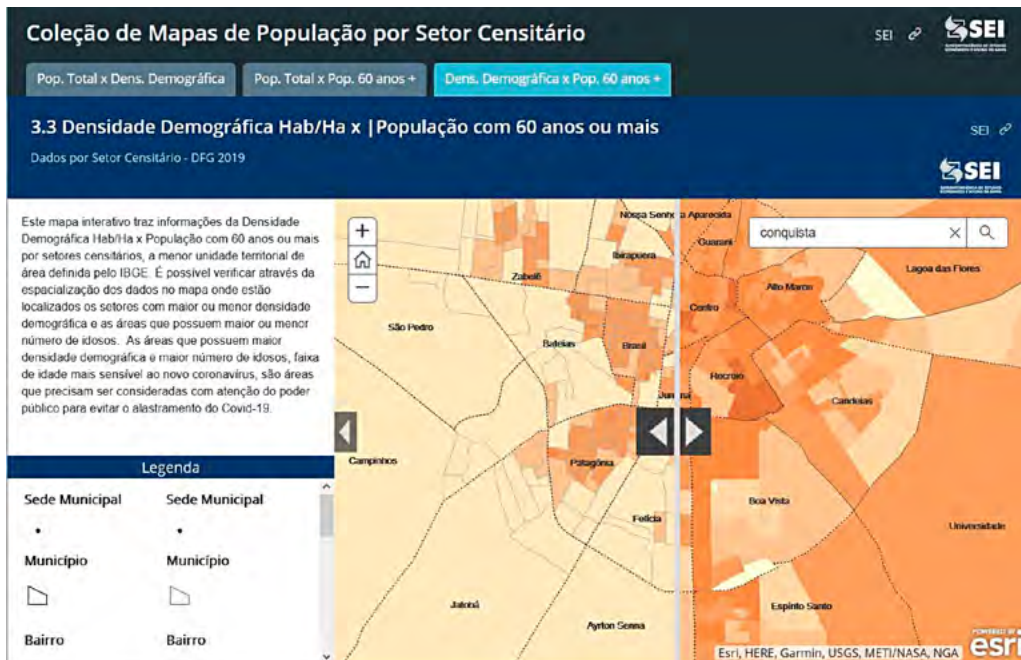 Coleção de Mapas de População por Setor Censitário
SEI
SEI
Pop. Total x Dens. Demográfica
Pop. Total x Pop. 60 anos +
Dens. Demográfica x Pop. 60 anos +
3.3 Densidade Demográfica Hab/Ha x |População com 60 anos ou mais
SEI
Dados por Setor Censitário - DFG 2019
SEI
Este mapa interativo traz informações da Densidade
Demográfica Hab/Ha x População com 60 anos ou mais
por setores censitários, a menor unidade territorial de
área definida pelo IBGE. É possível verificar através da
espacialização dos dados no mapa onde estão
localizados os setores com maior ou menor densidade
demográfica e as áreas que possuem maior ou menor
número de idosos. As áreas que possuem maior
densidade demográfica e maior número de idosos, faixa
de idade mais sensível ao novo coronavírus, são áreas
que precisam ser consideradas com atenção do poder
público para evitar o alastramento do Covid-19.
Legenda
Sede Municipal
Sede Municipal
Município
Município
Bairro
Bairro
+
−
conquista
Nossa Senhora Aparecida
Guarani
Ibirapuera
Zabelê
Lagoa das Flores
Alto Maron
Centro
São Pedro
Bateias
Brasil
Recreio
Candeias
Campinhos
Patagônia
Boa Vista
Felícia
Universidade
Jatobá
Ayrton Senna
Espírito Santo
Esri, HERE, Garmin, USGS, METI/NASA, NGA
POWERED BY
esri